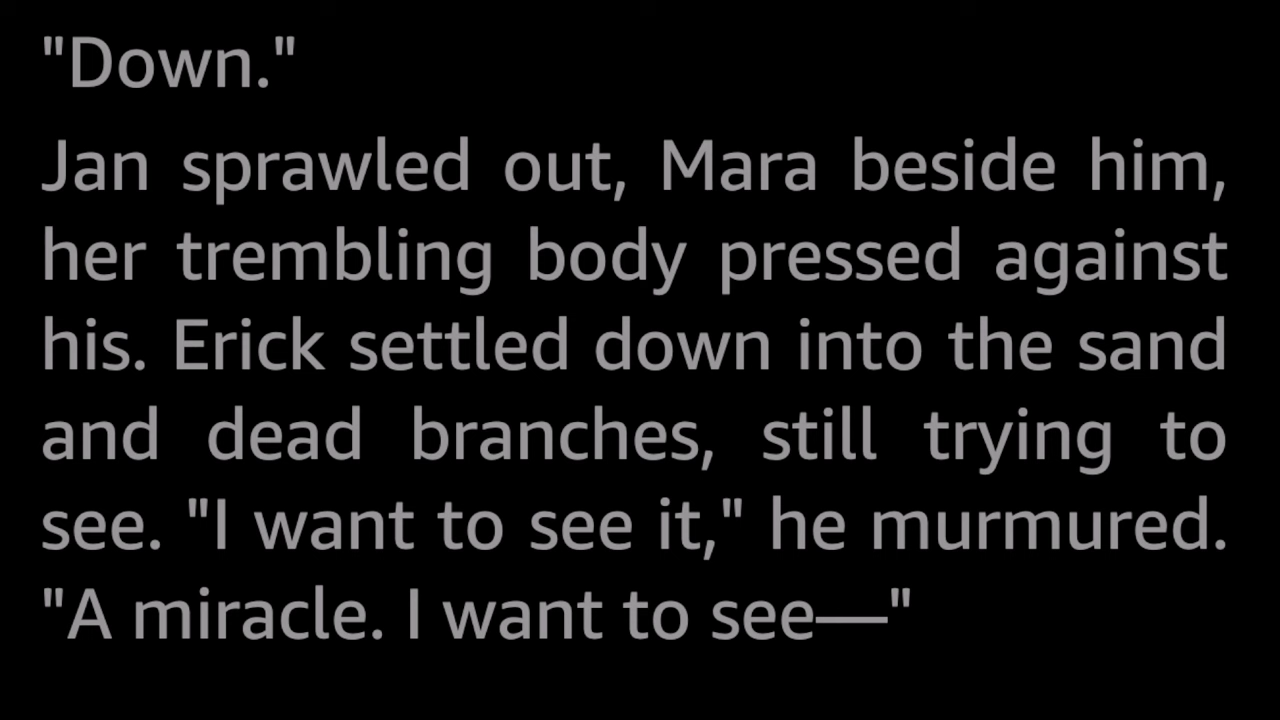 "Down."
Jan sprawled out, Mara beside him,
her trembling body pressed against
his. Erick settled down into the sand
and dead branches, still trying to
see. "I want to see it," he murmured.
"A miracle. I want to see—"